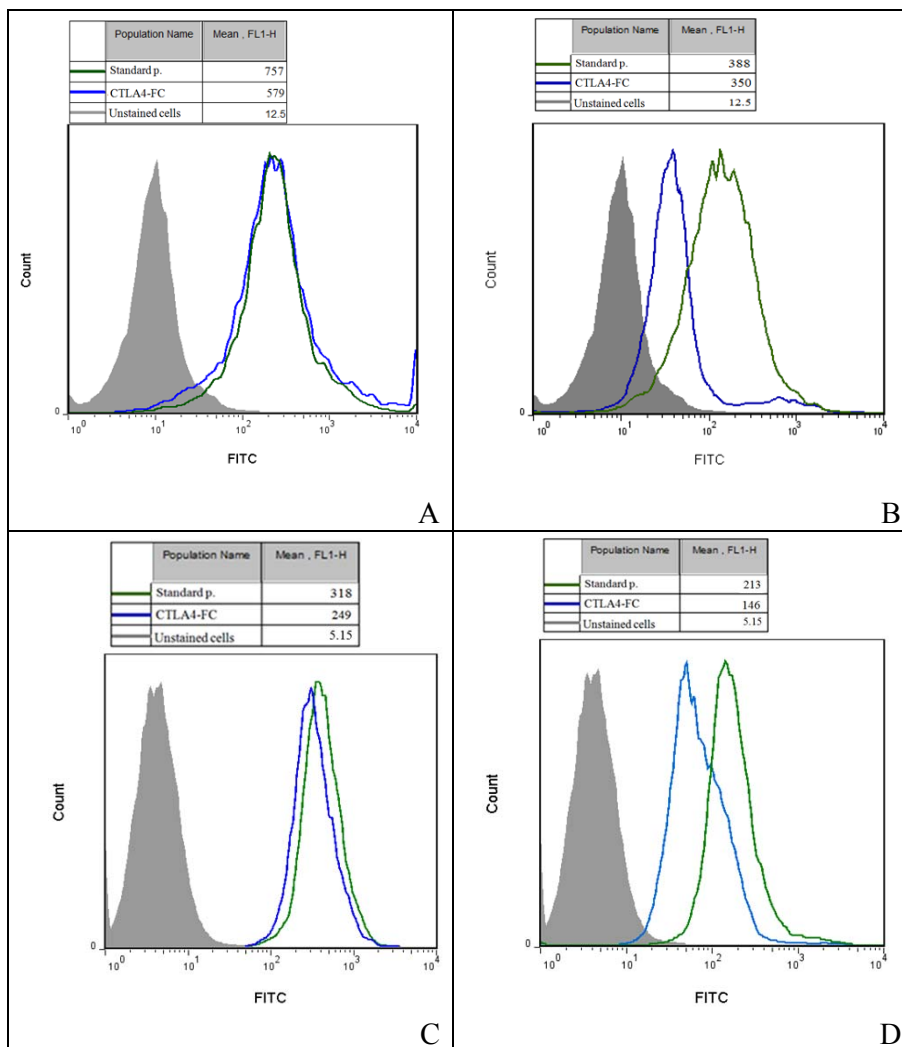 Population Name Mean , FL1-H
Standard p. 757
CTLA4-FC 579
Unstained cells 12.5
Count
0
10^0 10^1 10^2 10^3 10^4
FITC
A
Population Name Mean , FL1-H
Standard p. 388
CTLA4-FC 350
Unstained cells 12.5
Count
0
10^0 10^1 10^2 10^3 10^4
FITC
B
Population Name Mean , FL1-H
Standard p. 318
CTLA4-FC 249
Unstained cells 5.15
Count
0
10^0 10^1 10^2 10^3 10^4
FITC
C
Population Name Mean , FL1-H
Standard p. 213
CTLA4-FC 146
Unstained cells 5.15
Count
0
10^0 10^1 10^2 10^3 10^4
FITC
D